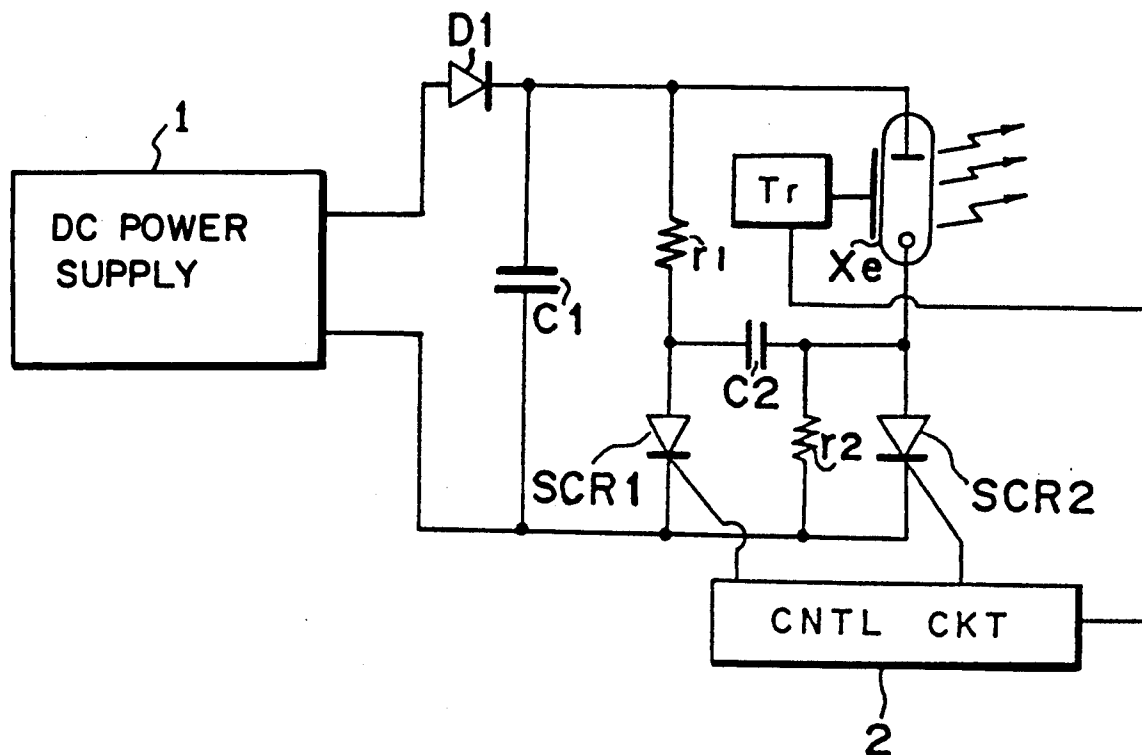 D1
1
DC POWER
SUPPLY
Tr
r1
Xe
C1
C2
r2
SCR1
SCR2
CNTL CKT
2